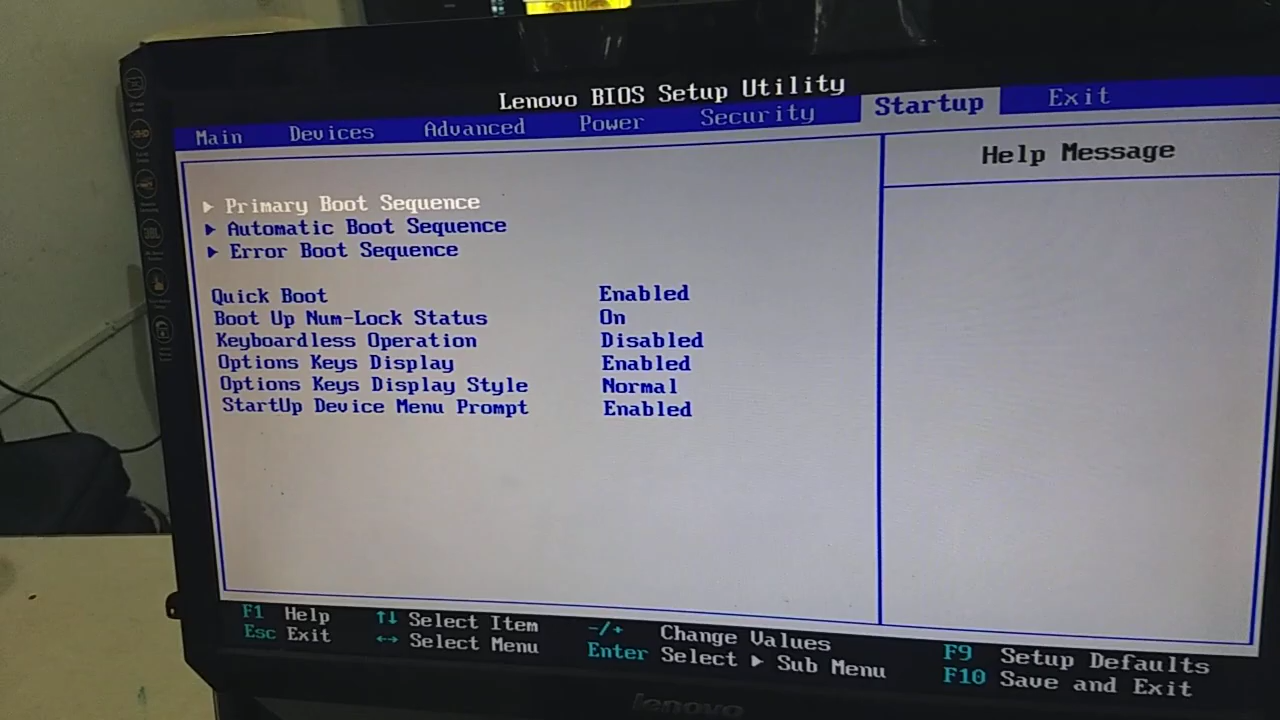 Lenovo BIOS Setup Utility
Main Devices Advanced Power Security Startup Exit
Help Message
▶ Primary Boot Sequence
▶ Automatic Boot Sequence
▶ Error Boot Sequence
Quick Boot Enabled
Boot Up Num-Lock Status On
Keyboardless Operation Disabled
Options Keys Display Enabled
Options Keys Display Style Normal
StartUp Device Menu Prompt Enabled
F1 Help ↑↓ Select Item -/+ Change Values F9 Setup Defaults
Esc Exit ↔ Select Menu Enter Select ▶ Sub Menu F10 Save and Exit
lenovo